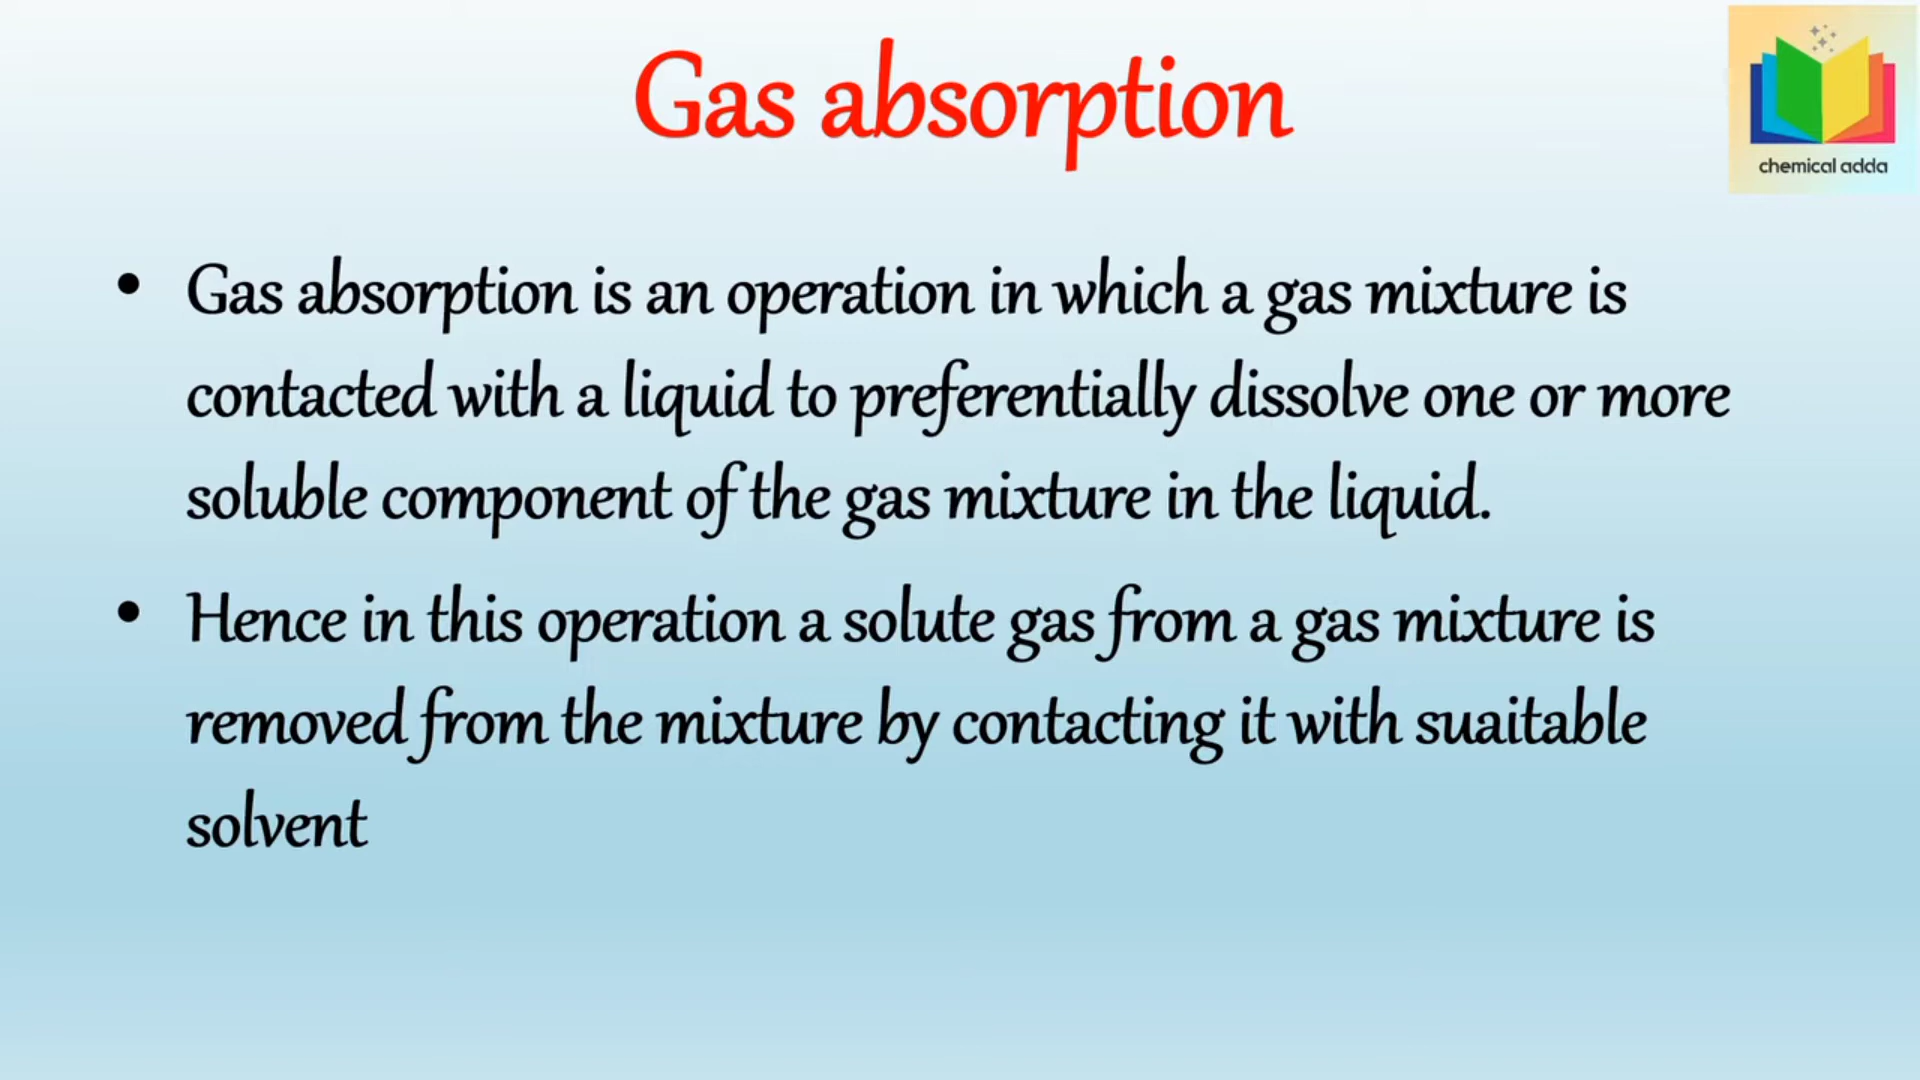 Gas absorption
chemical adda
• Gas absorption is an operation in which a gas mixture is
contacted with a liquid to preferentially dissolve one or more
soluble component of the gas mixture in the liquid.
• Hence in this operation a solute gas from a gas mixture is
removed from the mixture by contacting it with suaitable
solvent